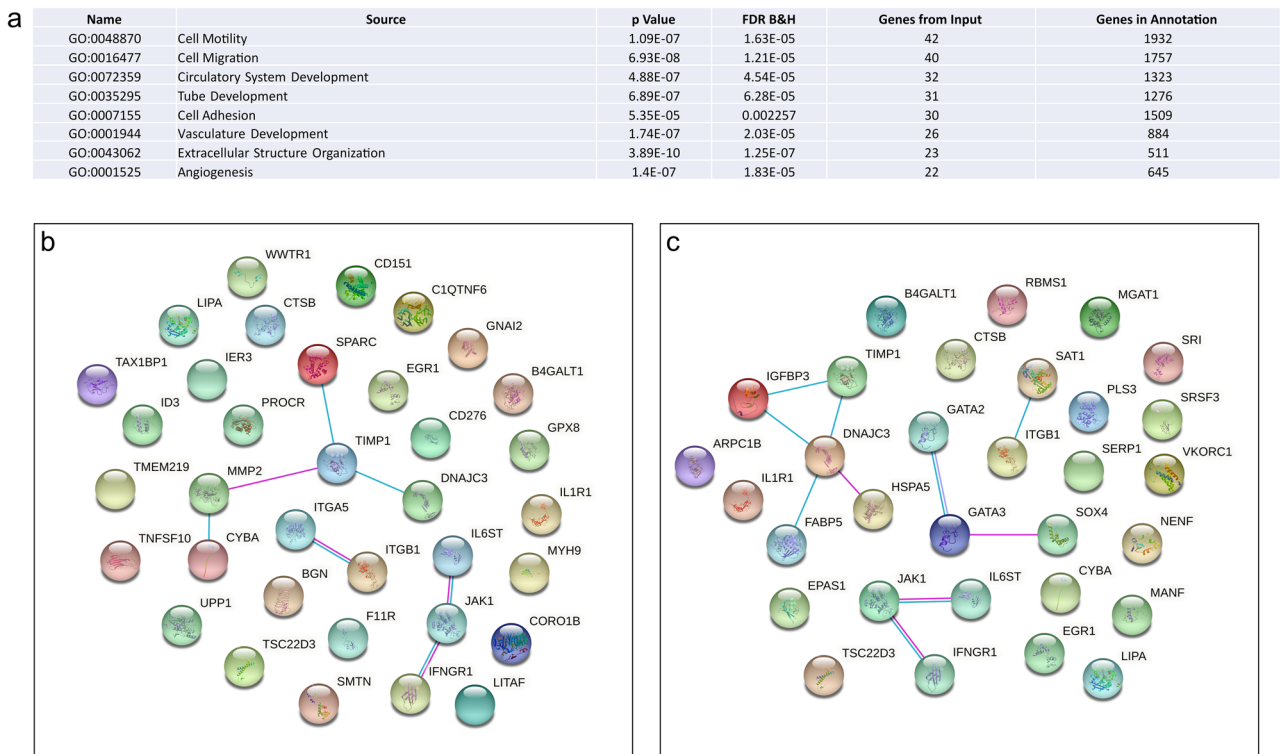 a
Name Source p Value FDR B&H Genes from Input Genes in Annotation
GO:0048870 Cell Motility 1.09E-07 1.63E-05 42 1932
GO:0016477 Cell Migration 6.93E-08 1.21E-05 40 1757
GO:0072359 Circulatory System Development 4.88E-07 4.54E-05 32 1323
GO:0035295 Tube Development 6.89E-07 6.28E-05 31 1276
GO:0007155 Cell Adhesion 5.35E-05 0.002257 30 1509
GO:0001944 Vasculature Development 1.74E-07 2.03E-05 26 884
GO:0043062 Extracellular Structure Organization 3.89E-10 1.25E-07 23 511
GO:0001525 Angiogenesis 1.4E-07 1.83E-05 22 645
b
WWTR1
CD151
C1QTNF6
LIPA
CTSB
GNAI2
SPARC
TAX1BP1
IER3
EGR1
B4GALT1
ID3
PROCR
CD276
GPX8
TIMP1
TMEM219
MMP2
DNAJC3
IL1R1
ITGA5
TNFSF10
CYBA
IL6ST
ITGB1
MYH9
BGN
UPP1
F11R
JAK1
CORO1B
TSC22D3
IFNGR1
SMTN
LITAF
c
B4GALT1
RBMS1
MGAT1
TIMP1
CTSB
SAT1
SRI
IGFBP3
PLS3
GATA2
SRSF3
ARPC1B
DNAJC3
ITGB1
SERP1
VKORC1
IL1R1
HSPA5
FABP5
GATA3
SOX4
NENF
EPAS1
JAK1
IL6ST
CYBA
MANF
TSC22D3
IFNGR1
EGR1
LIPA